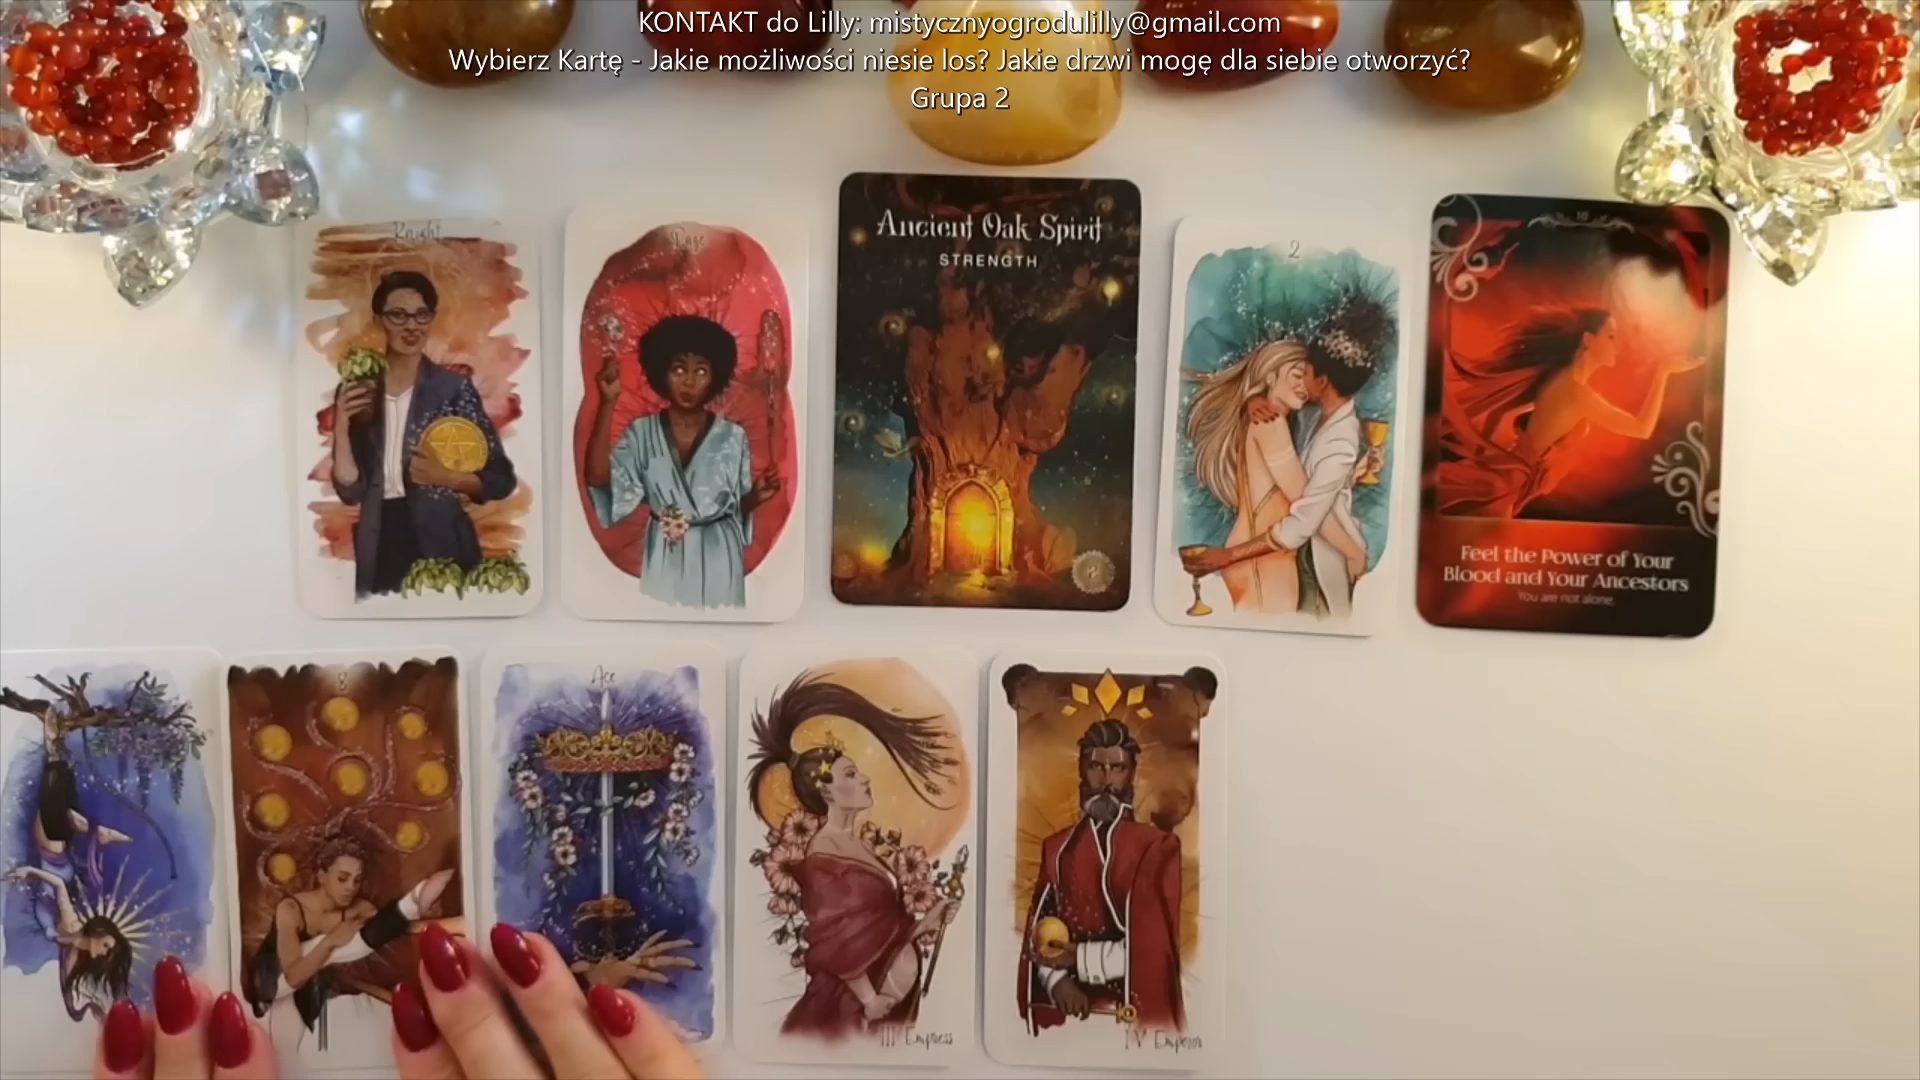 KONTAKT do Lilly: mistycznyogrodulilly@gmail.com
Wybierz Kartę - Jakie możliwości niesie los? Jakie drzwi mogę dla siebie otworzyć?
Grupa 2
Knight
Page
Ancient Oak Spirit
STRENGTH
2
16
Feel the Power of Your
Blood and Your Ancestors
You are not alone.
8
Ace
III Empress
IV Emperor